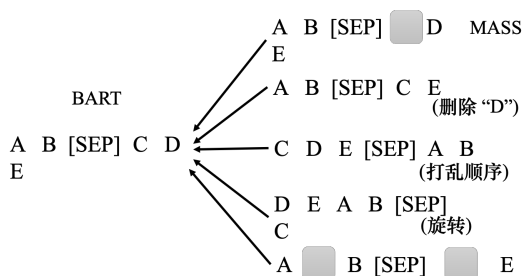 A B [SEP] D MASS
E
A B [SEP] C E
(删除 “D”)
BART
A B [SEP] C D
E
C D E [SEP] A B
(打乱顺序)
D E A B [SEP]
C
(旋转)
A B [SEP] E